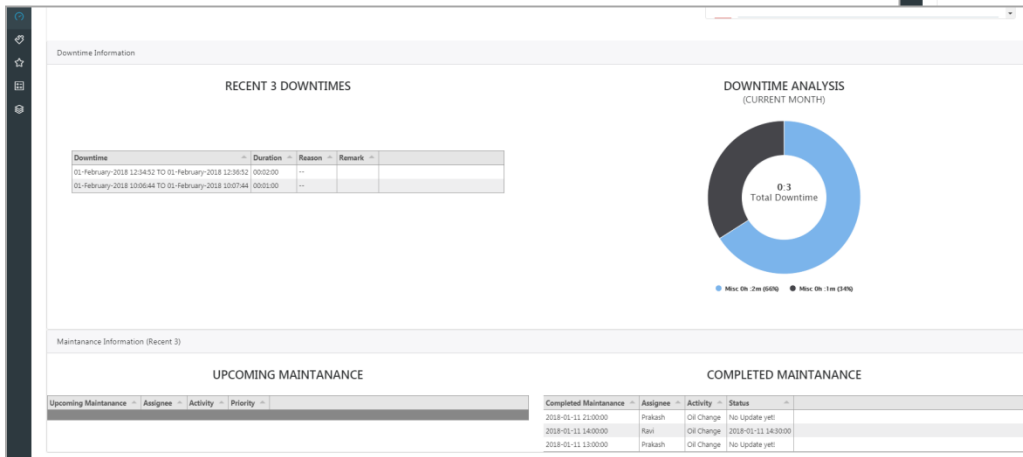 Downtime Information
RECENT 3 DOWNTIMES
Downtime Duration Reason Remark
01-February-2018 12:34:52 TO 01-February-2018 12:36:52 00:02:00 --
01-February-2018 10:06:44 TO 01-February-2018 10:07:44 00:01:00 --
DOWNTIME ANALYSIS
(CURRENT MONTH)
0:3
Total Downtime
Misc 0h :2m (66%) Misc 0h :1m (34%)
Maintanance Information (Recent 3)
UPCOMING MAINTANANCE
Upcoming Maintanance Assignee Activity Priority
COMPLETED MAINTANANCE
Completed Maintanance Assignee Activity Status
2018-01-11 21:00:00 Prakash Oil Change No Update yet!
2018-01-11 14:00:00 Ravi Oil Change 2018-01-11 14:30:00
2018-01-11 13:00:00 Prakash Oil Change No Update yet!